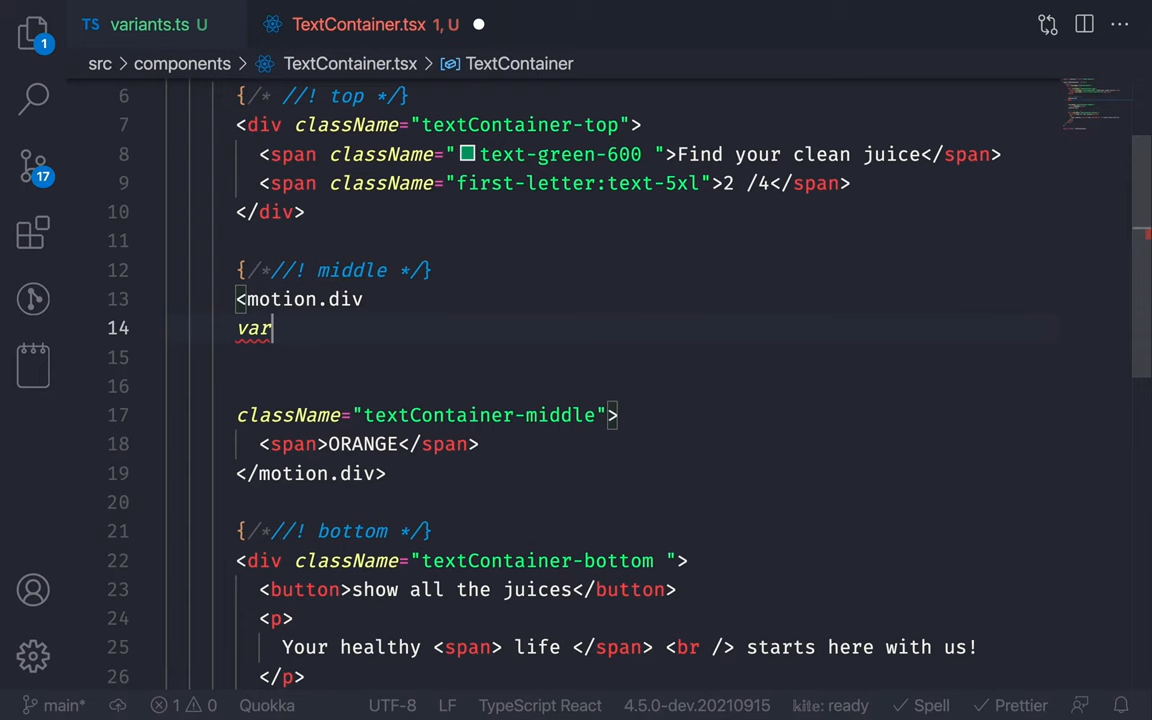 TS variants.ts U TextContainer.tsx 1, U
src > components > TextContainer.tsx > TextContainer
1
17
6 {/* //! top */}
7 <div className="textContainer-top">
8 <span className="text-green-600 ">Find your clean juice</span>
9 <span className="first-letter:text-5xl">2 /4</span>
10 </div>
11
12 {/*//! middle */}
13 <motion.div
14 var
15
16
17 className="textContainer-middle">
18 <span>ORANGE</span>
19 </motion.div>
20
21 {/*//! bottom */}
22 <div className="textContainer-bottom ">
23 <button>show all the juices</button>
24 <p>
25 Your healthy <span> life </span> <br /> starts here with us!
26 </p>
main* 1 0 Quokka UTF-8 LF TypeScript React 4.5.0-dev.20210915 kite: ready Spell Prettier